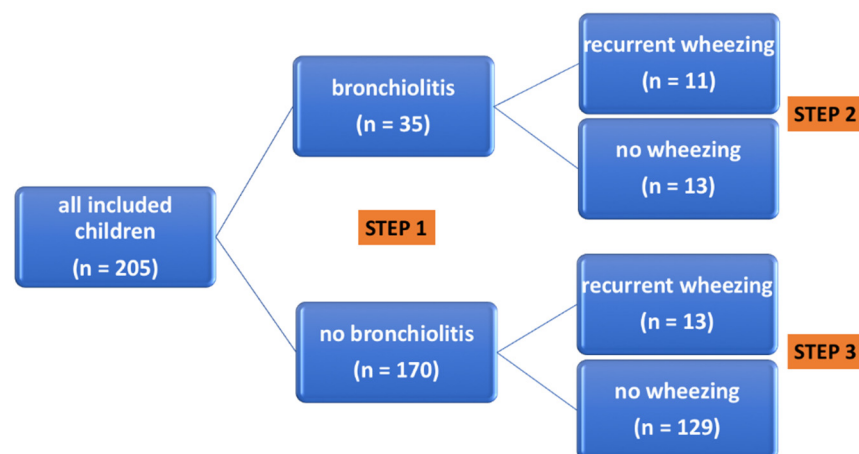 all included
children
(n = 205)
bronchiolitis
(n = 35)
STEP 1
no bronchiolitis
(n = 170)
recurrent wheezing
(n = 11)
no wheezing
(n = 13)
STEP 2
recurrent wheezing
(n = 13)
no wheezing
(n = 129)
STEP 3